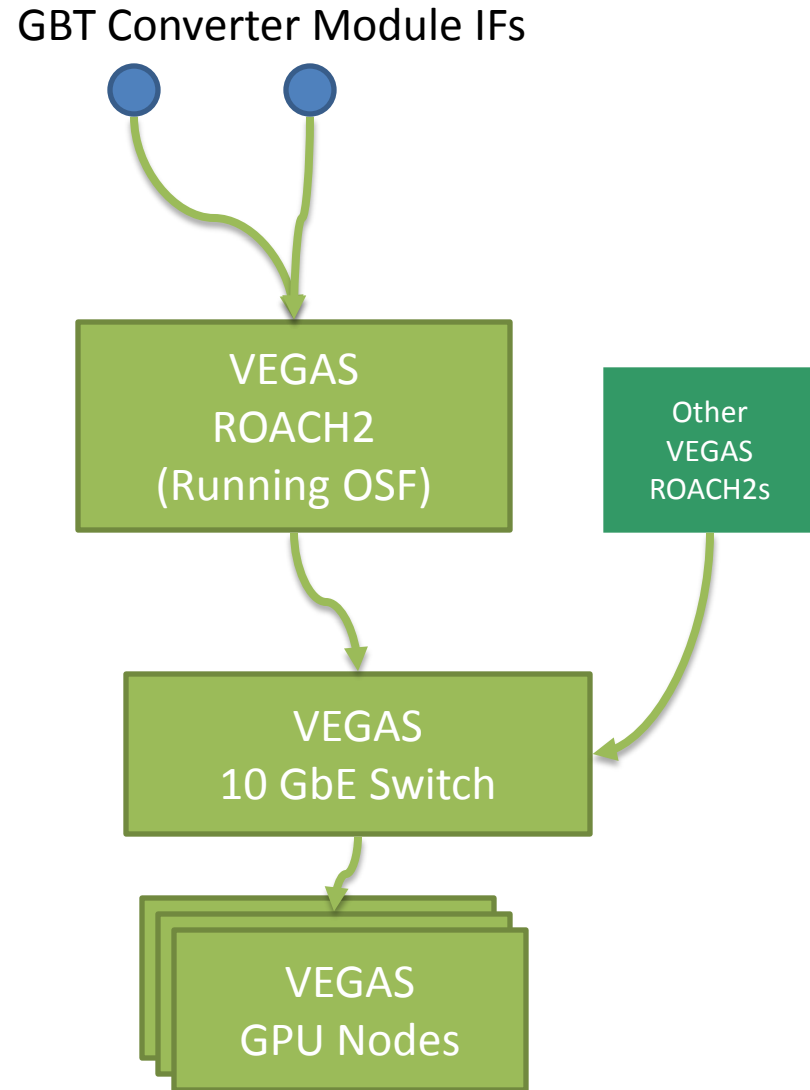 GBT Converter Module IFs
VEGAS
ROACH2
(Running OSF)
Other
VEGAS
ROACH2s
VEGAS
10 GbE Switch
VEGAS
GPU Nodes